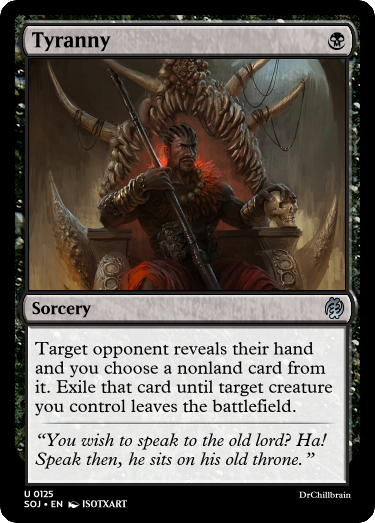 Tyranny
Sorcery
Target opponent reveals their hand
and you choose a nonland card from
it. Exile that card until target creature
you control leaves the battlefield.
“You wish to speak to the old lord? Ha!
Speak then, he sits on his old throne.”
U 0125
SOJ • EN ISOTXART
DrChillbrain